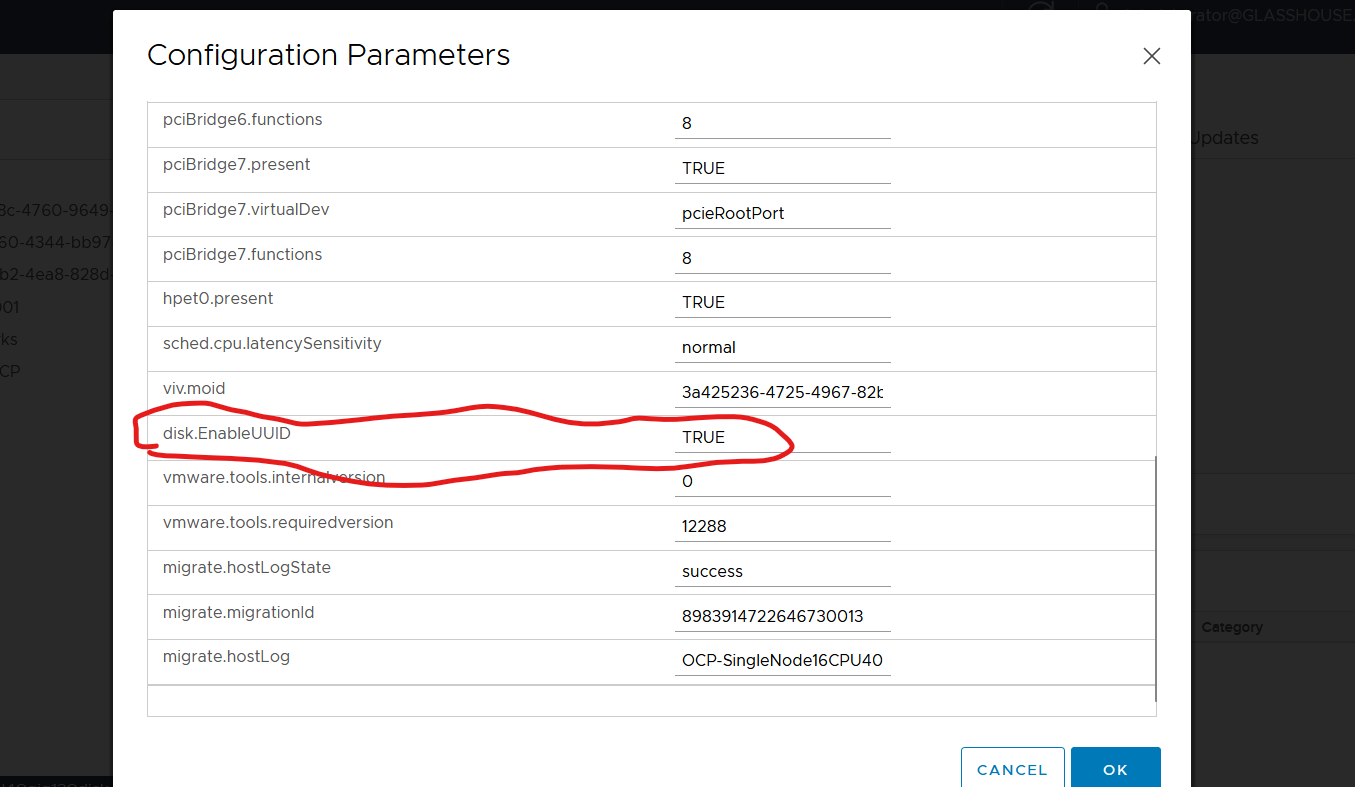 rator@GLASSHOUSE.
Configuration Parameters
Updates
pciBridge6.functions 8
pciBridge7.present TRUE
pciBridge7.virtualDev pcieRootPort
8c-4760-9649-
pciBridge7.functions 8
60-4344-bb97
b2-4ea8-828d-
hpet0.present TRUE
001
sched.cpu.latencySensitivity normal
ks
CP
viv.moid 3a425236-4725-4967-82b
disk.EnableUUID TRUE
vmware.tools.internalversion 0
vmware.tools.requiredversion 12288
migrate.hostLogState success
migrate.migrationId 8983914722646730013
Category
migrate.hostLog OCP-SingleNode16CPU40
CANCEL OK